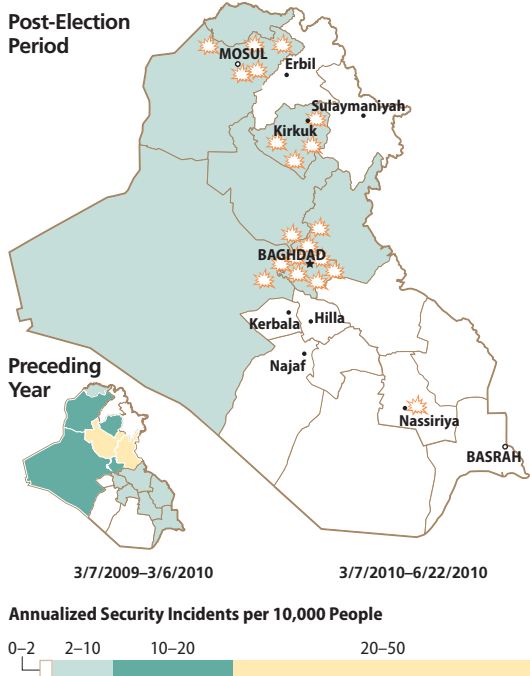 Post-Election
Period
MOSUL
Erbil
Sulaymaniyah
Kirkuk
BAGHDAD
Kerbala
Hilla
Najaf
Nassiriya
BASRAH
Preceding
Year
3/7/2009–3/6/2010
3/7/2010–6/22/2010
Annualized Security Incidents per 10,000 People
0–2 2–10 10–20 20–50